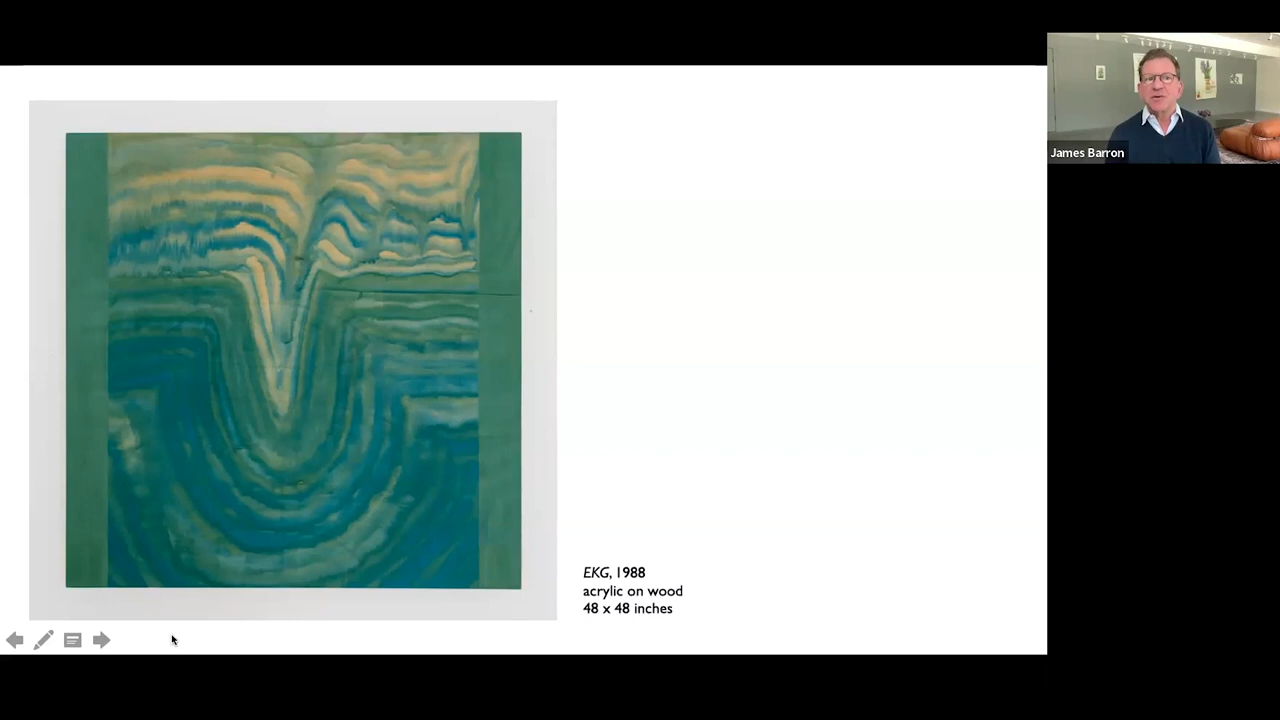 James Barron
EKG, 1988
acrylic on wood
48 x 48 inches